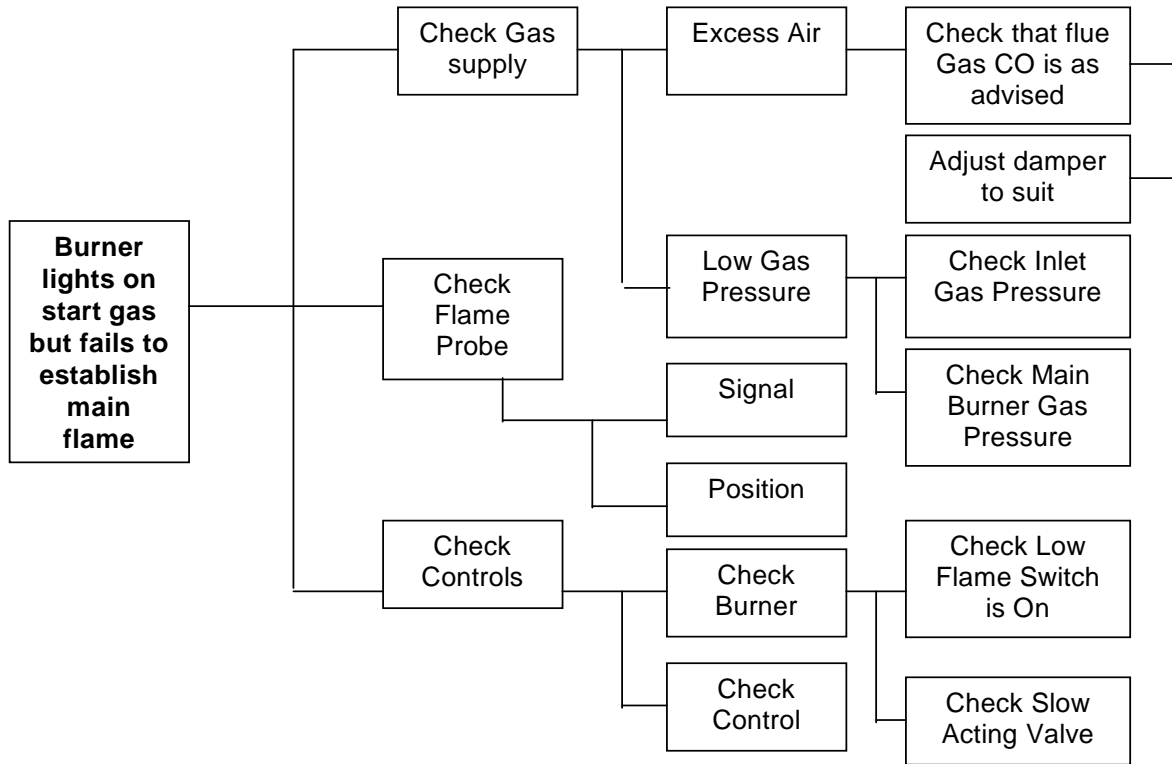 Burner
lights on
start gas
but fails to
establish
main
flame
Check Gas
supply
Excess Air
Check that flue
Gas CO is as
advised
Adjust damper
to suit
Low Gas
Pressure
Check Inlet
Gas Pressure
Check Main
Burner Gas
Pressure
Check
Flame
Probe
Signal
Position
Check
Controls
Check
Burner
Check Low
Flame Switch
is On
Check Slow
Acting Valve
Check
Control